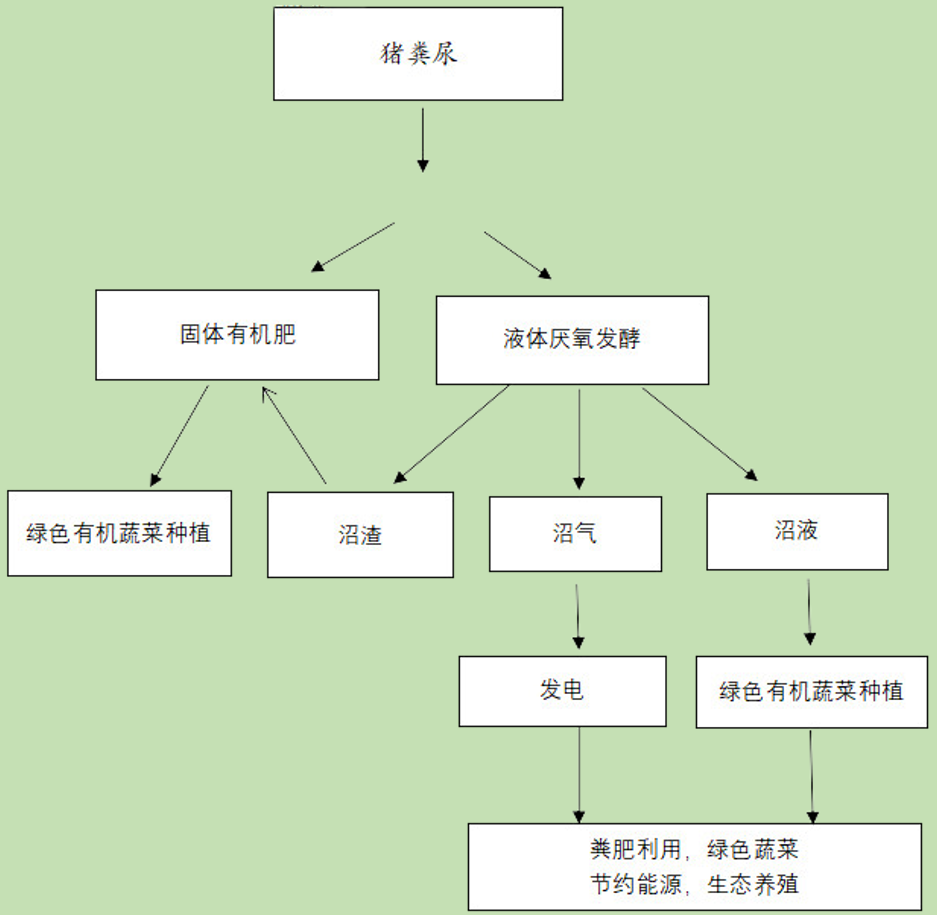 猪粪尿
固体有机肥
液体厌氧发酵
绿色有机蔬菜种植
沼渣
沼气
沼液
发电
绿色有机蔬菜种植
粪肥利用，绿色蔬菜
节约能源，生态养殖